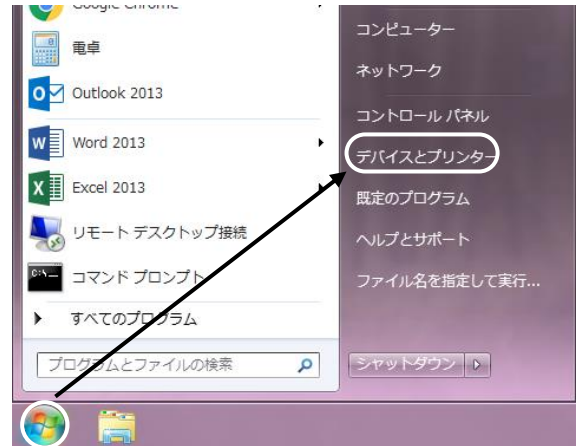 Google Chrome
電卓
Outlook 2013
Word 2013
Excel 2013
リモート デスクトップ接続
コマンド プロンプト
すべてのプログラム
プログラムとファイルの検索
コンピューター
ネットワーク
コントロール パネル
デバイスとプリンター
既定のプログラム
ヘルプとサポート
ファイル名を指定して実行...
シャットダウン